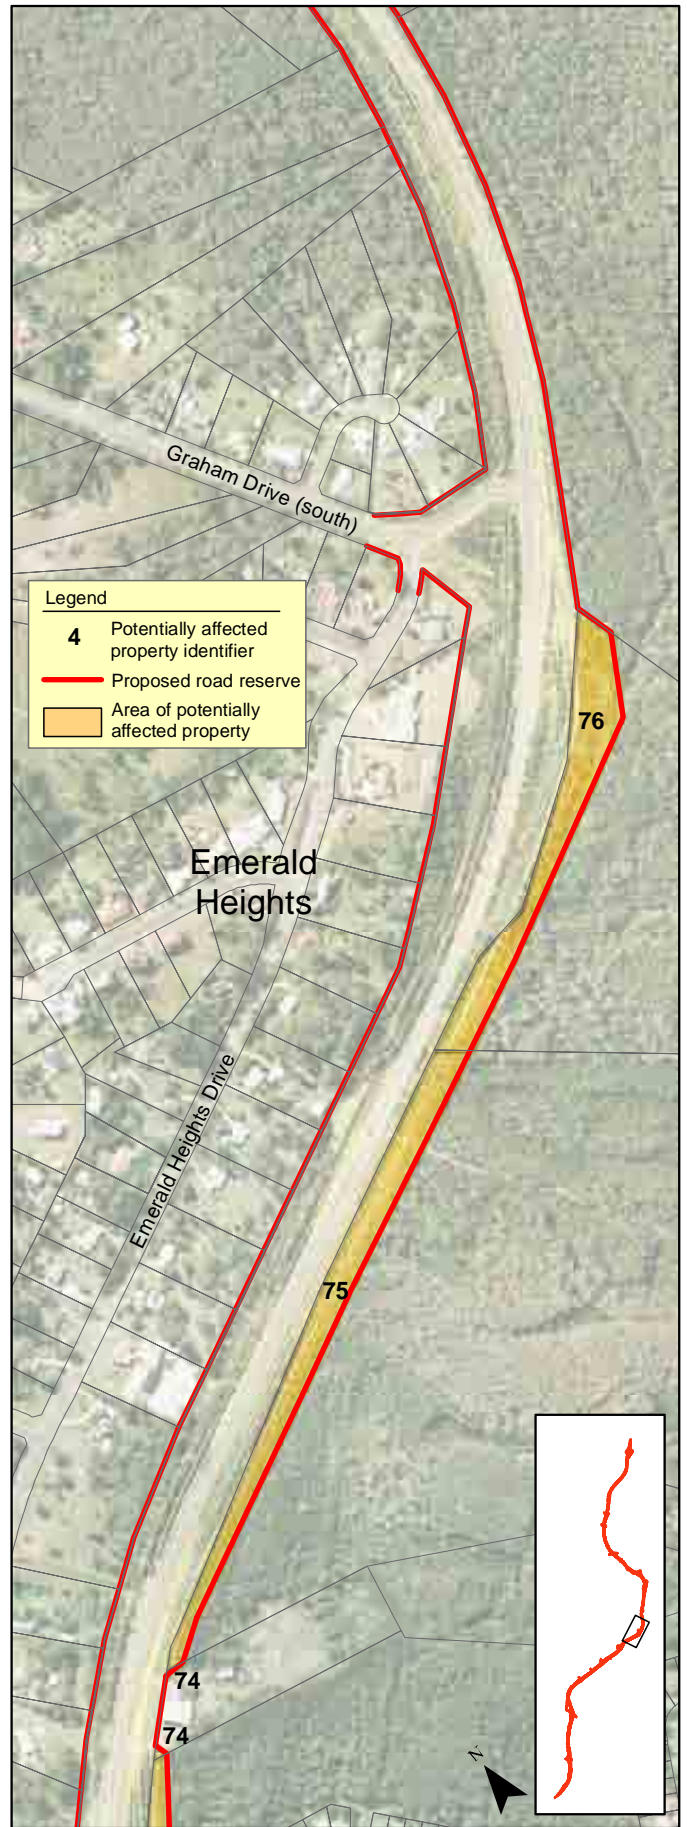 Graham Drive (south)
Legend
4 Potentially affected
property identifier
Proposed road reserve
Area of potentially
affected property
76
Emerald
Heights
Emerald Heights Drive
75
74
74
N